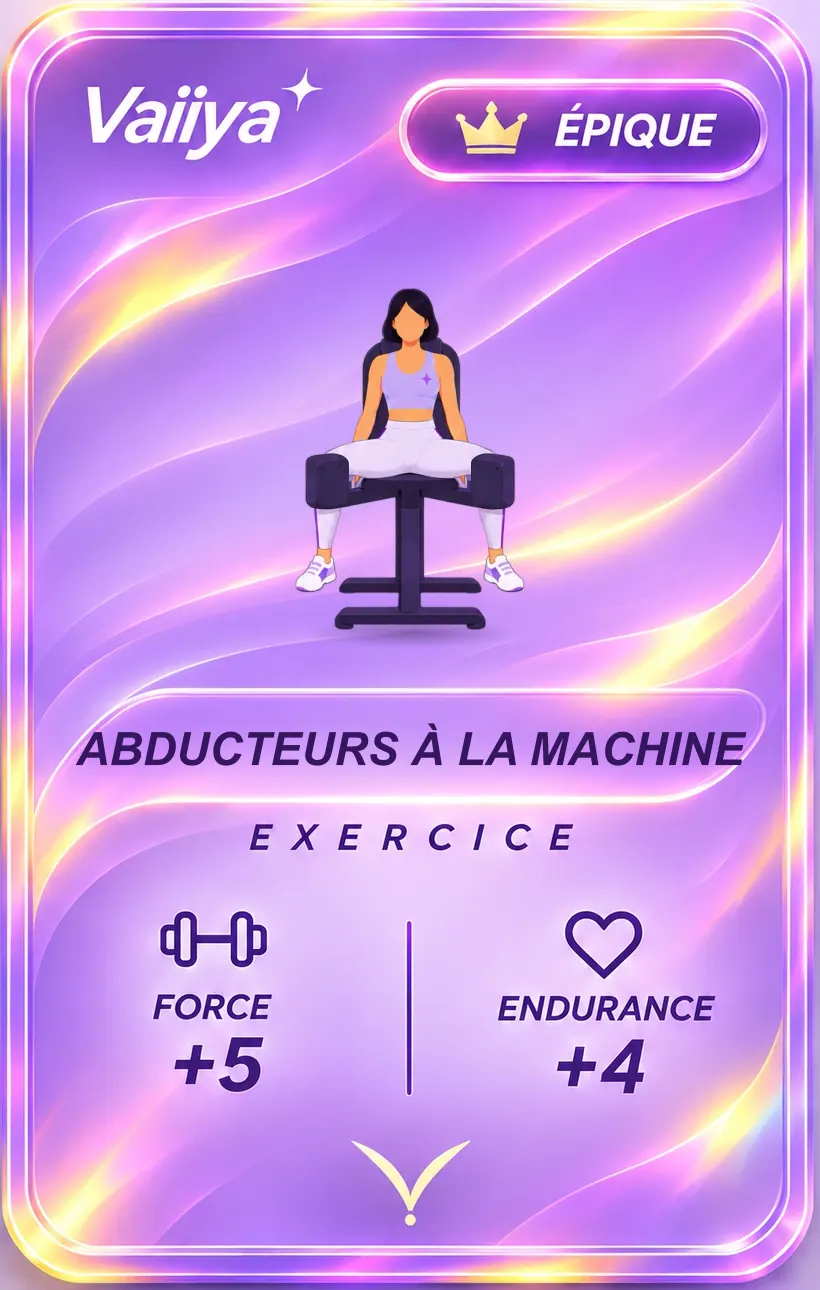 Vaiiya
ÉPIQUE
ABDUCTEURS À LA MACHINE
EXERCICE
FORCE
+5
ENDURANCE
+4